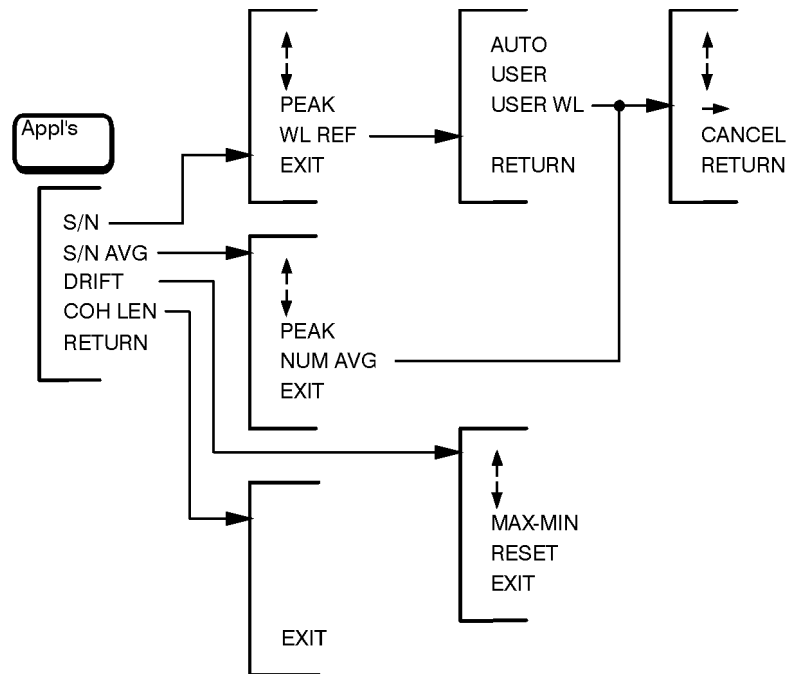 Appl's
S/N
S/N AVG
DRIFT
COH LEN
RETURN
PEAK
WL REF
EXIT
AUTO
USER
USER WL
RETURN
CANCEL
RETURN
PEAK
NUM AVG
EXIT
MAX-MIN
RESET
EXIT
EXIT